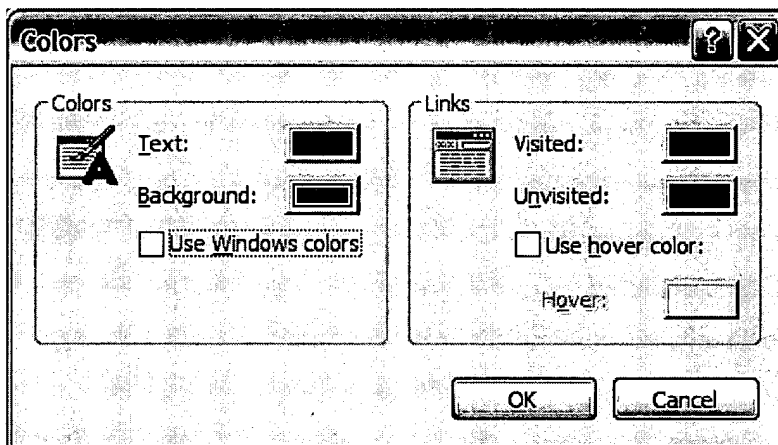 Colors
Colors
Text:
Background:
Use Windows colors
Links
Visited:
Unvisited:
Use hover color:
Hover:
OK
Cancel